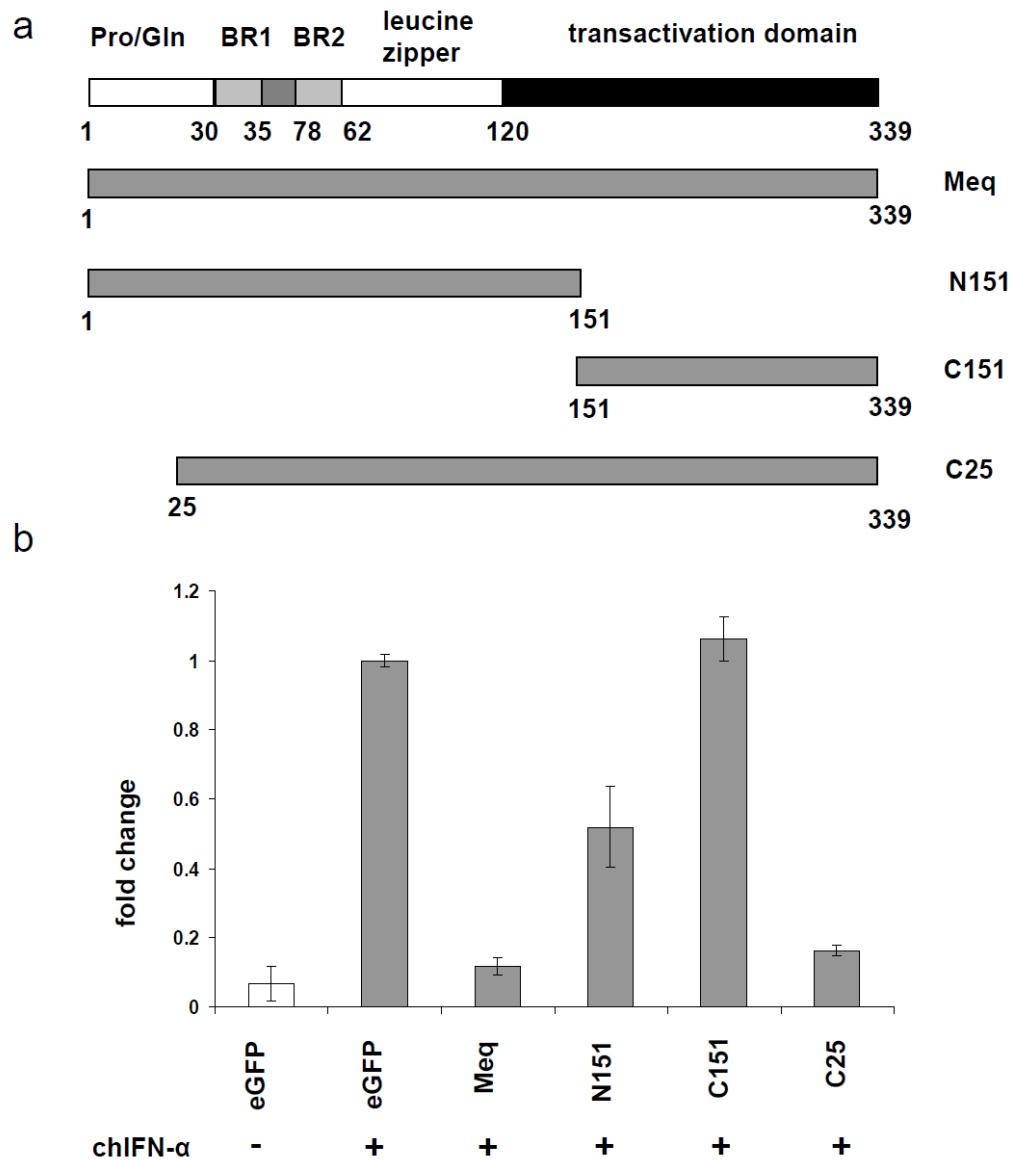 a
Pro/Gln BR1 BR2 leucine zipper transactivation domain
1 30 35 78 62 120 339
Meq
1 339
N151
1 151
C151
151 339
C25
25 339
b
fold change
1.2
1
0.8
0.6
0.4
0.2
0
eGFP eGFP Meq N151 C151 C25
chIFN-α - + + + + +